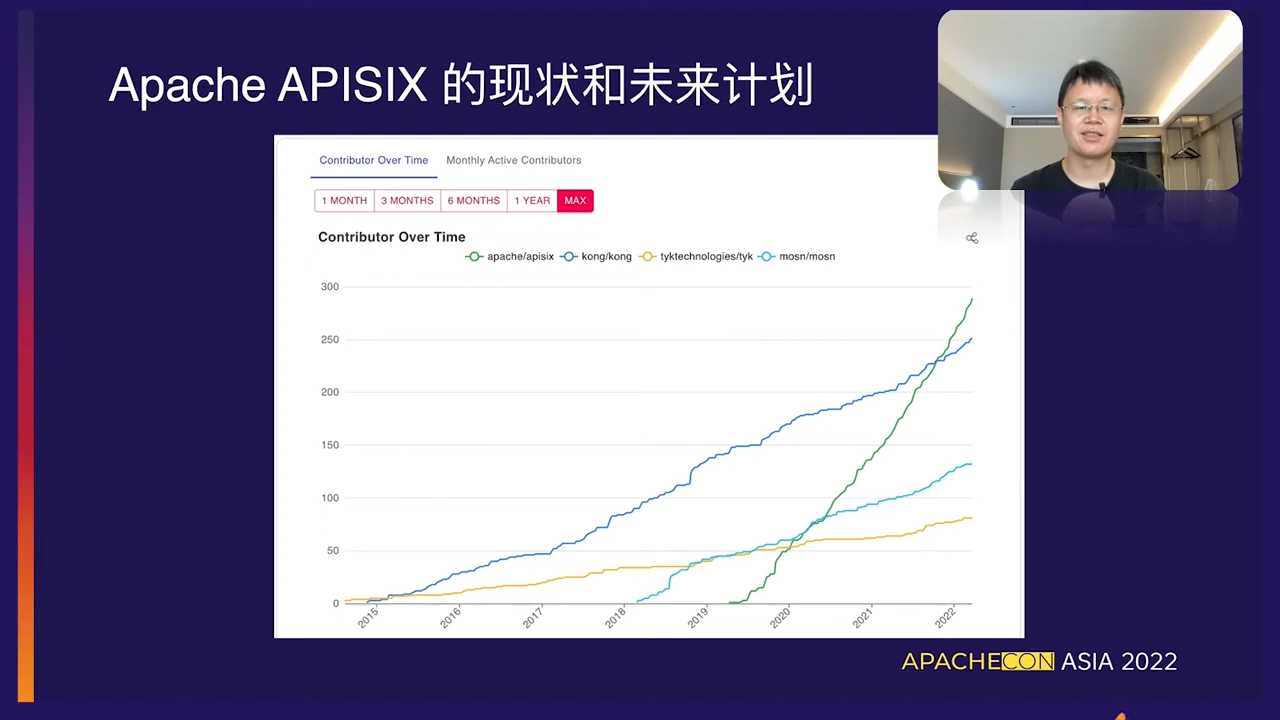 Apache APISIX 的现状和未来计划
Contributor Over Time Monthly Active Contributors
1 MONTH 3 MONTHS 6 MONTHS 1 YEAR MAX
Contributor Over Time
apache/apisix kong/kong tyktechnologies/tyk mosn/mosn
300
250
200
150
100
50
0
2015 2016 2017 2018 2019 2020 2021 2022
APACHECON ASIA 2022